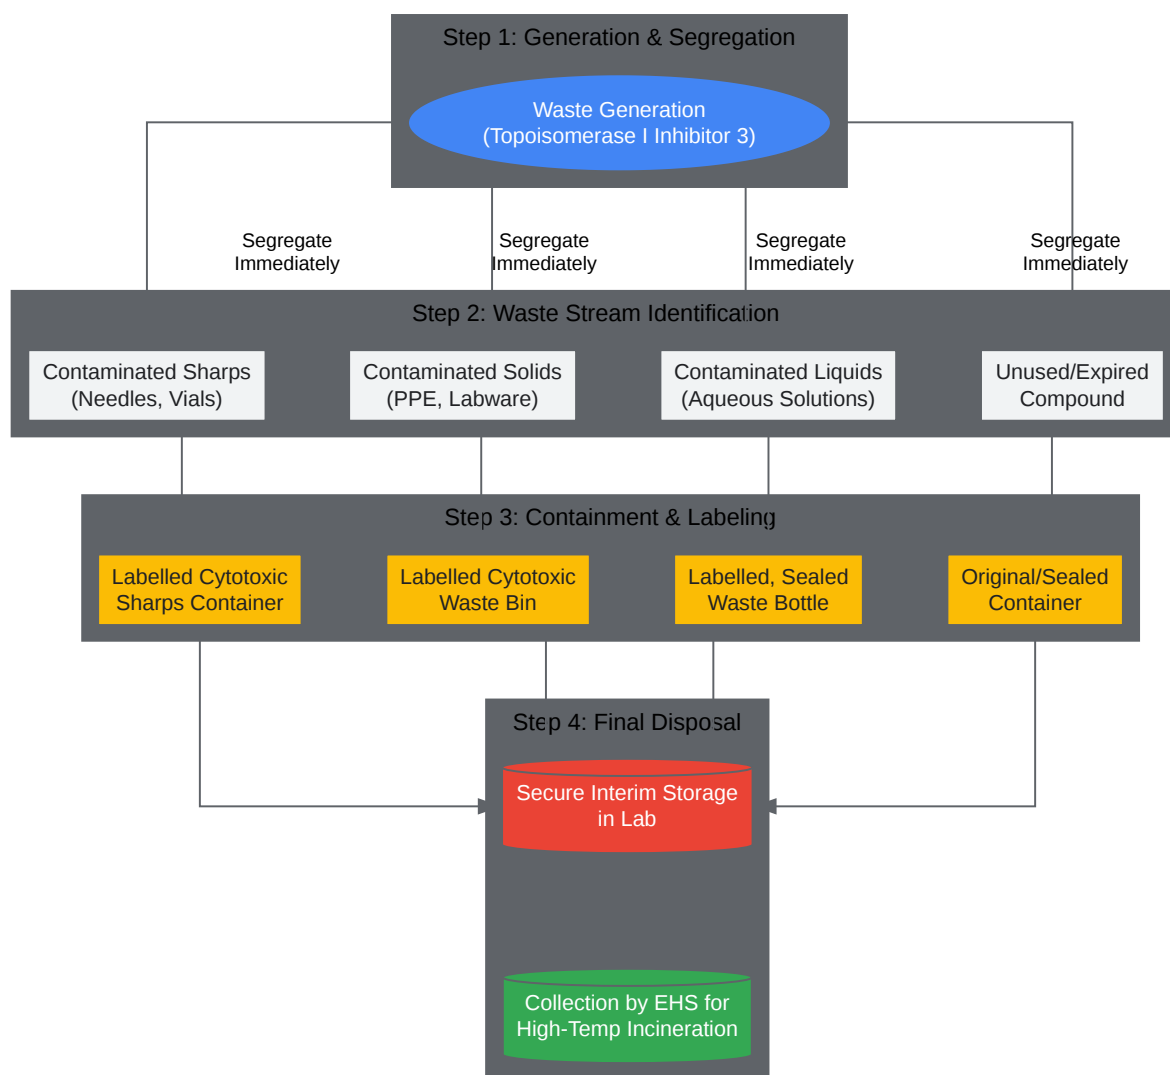 Step 1: Generation & Segregation
Waste Generation
(Topoisomerase I Inhibitor 3)
Segregate
Immediately
Segregate
Immediately
Segregate
Immediately
Segregate
Immediately
Step 2: Waste Stream Identification
Contaminated Sharps
(Needles, Vials)
Contaminated Solids
(PPE, Labware)
Contaminated Liquids
(Aqueous Solutions)
Unused/Expired
Compound
Step 3: Containment & Labeling
Labelled Cytotoxic
Sharps Container
Labelled Cytotoxic
Waste Bin
Labelled, Sealed
Waste Bottle
Original/Sealed
Container
Step 4: Final Disposal
Secure Interim Storage
in Lab
Collection by EHS for
High-Temp Incineration